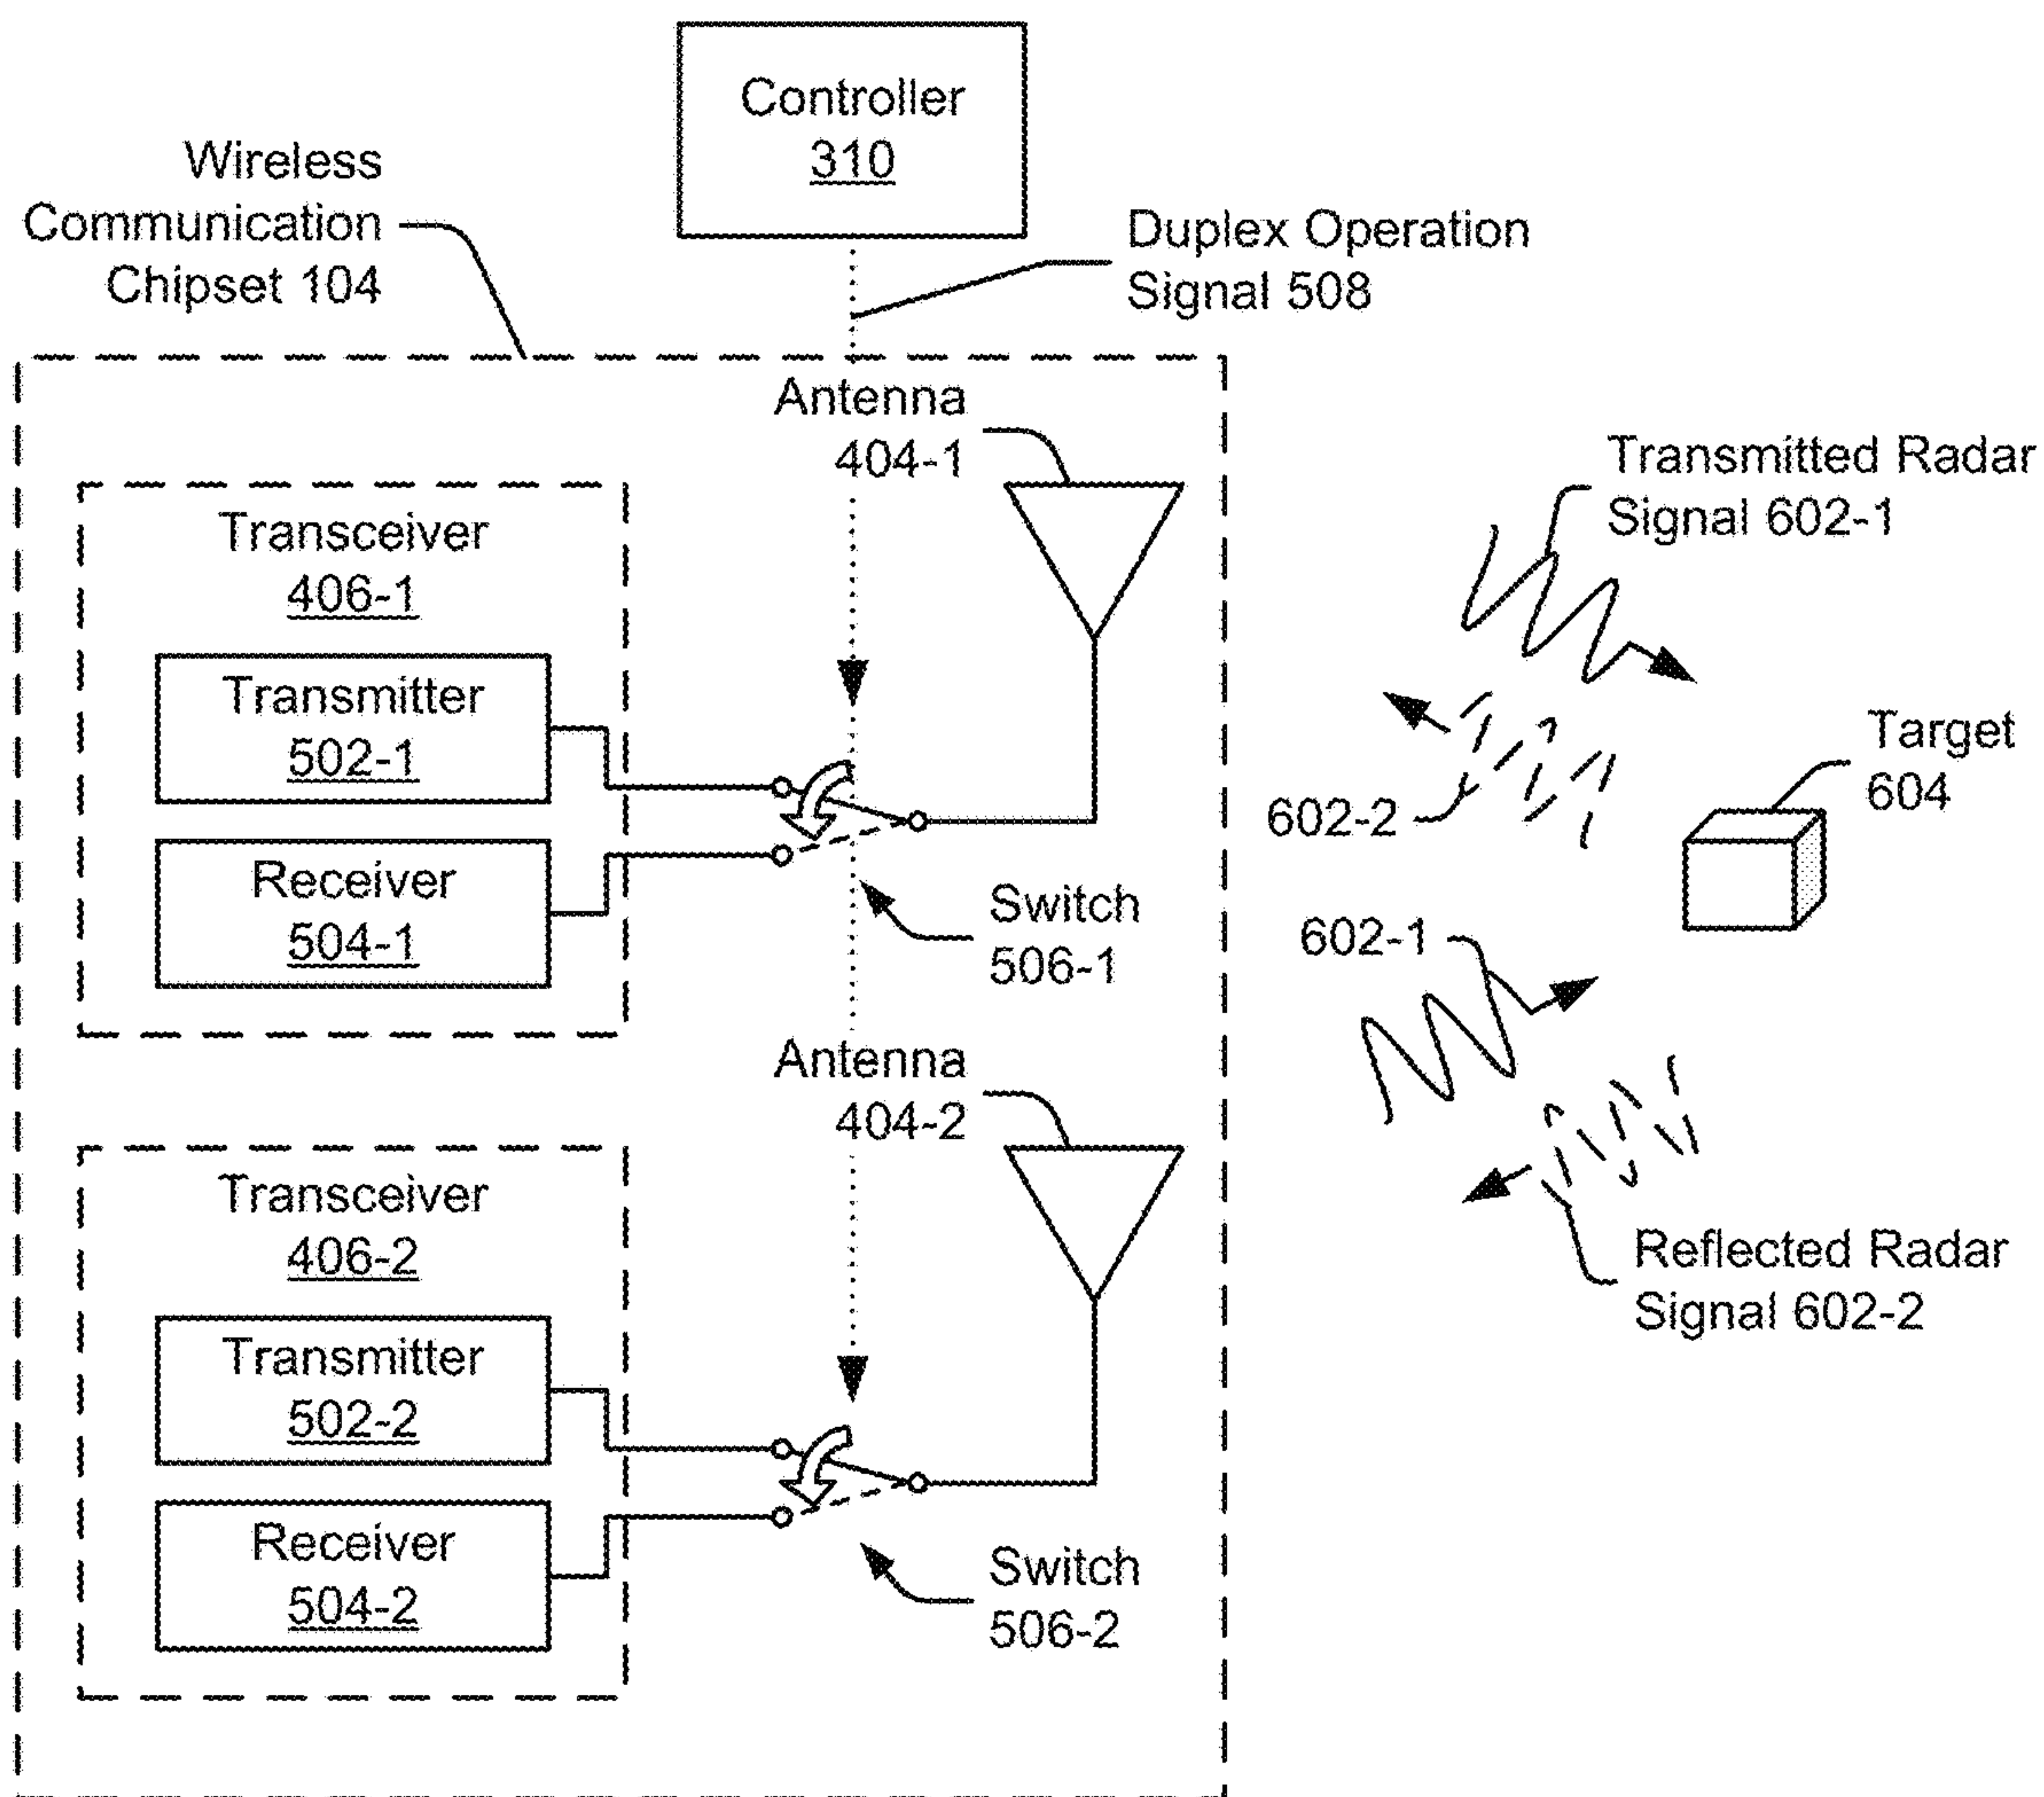 Controller
310
Wireless
Communication
Chipset 104
Duplex Operation
Signal 508
Antenna
404-1
Transmitted Radar
Signal 602-1
Transceiver
406-1
Transmitter
502-1
Target
604
602-2
Receiver
504-1
Switch
506-1
602-1
Antenna
404-2
Transceiver
406-2
Reflected Radar
Signal 602-2
Transmitter
502-2
Receiver
504-2
Switch
506-2